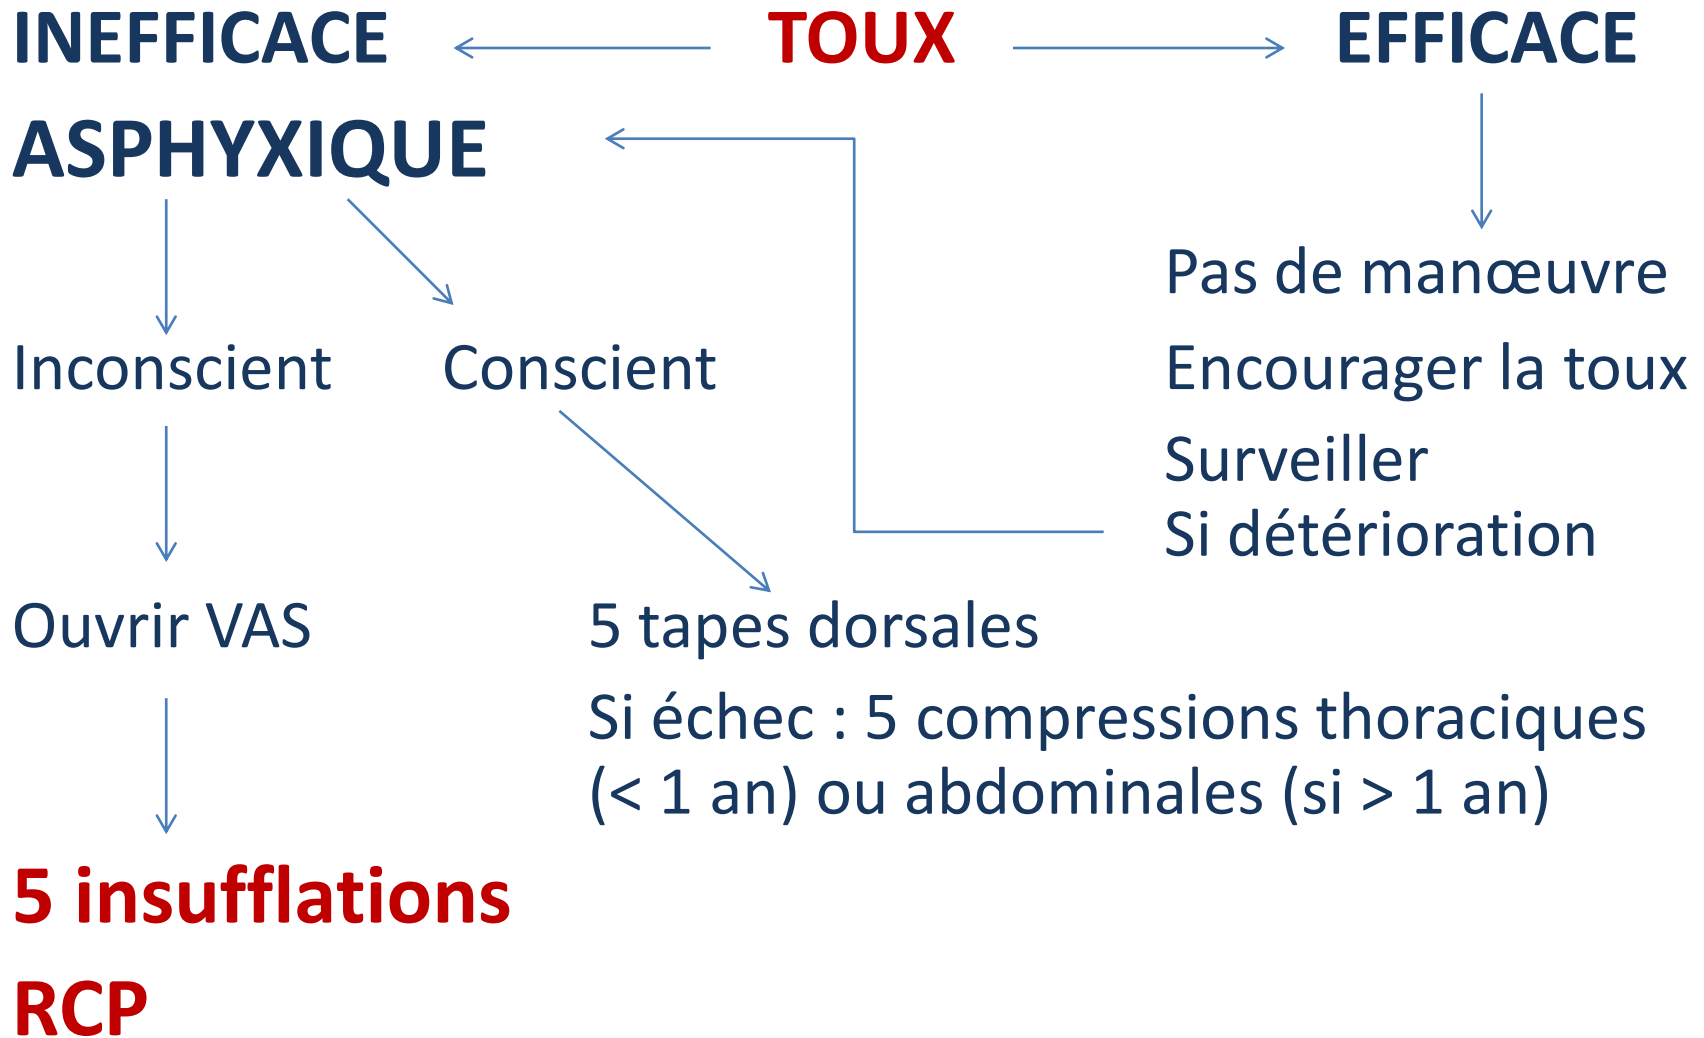 INEFFICACE TOUX EFFICACE
ASPHYXIQUE
Pas de manœuvre
Inconscient Conscient Encourager la toux
Surveiller
Si détérioration
Ouvrir VAS 5 tapes dorsales
Si échec : 5 compressions thoraciques
(< 1 an) ou abdominales (si > 1 an)
5 insufflations
RCP